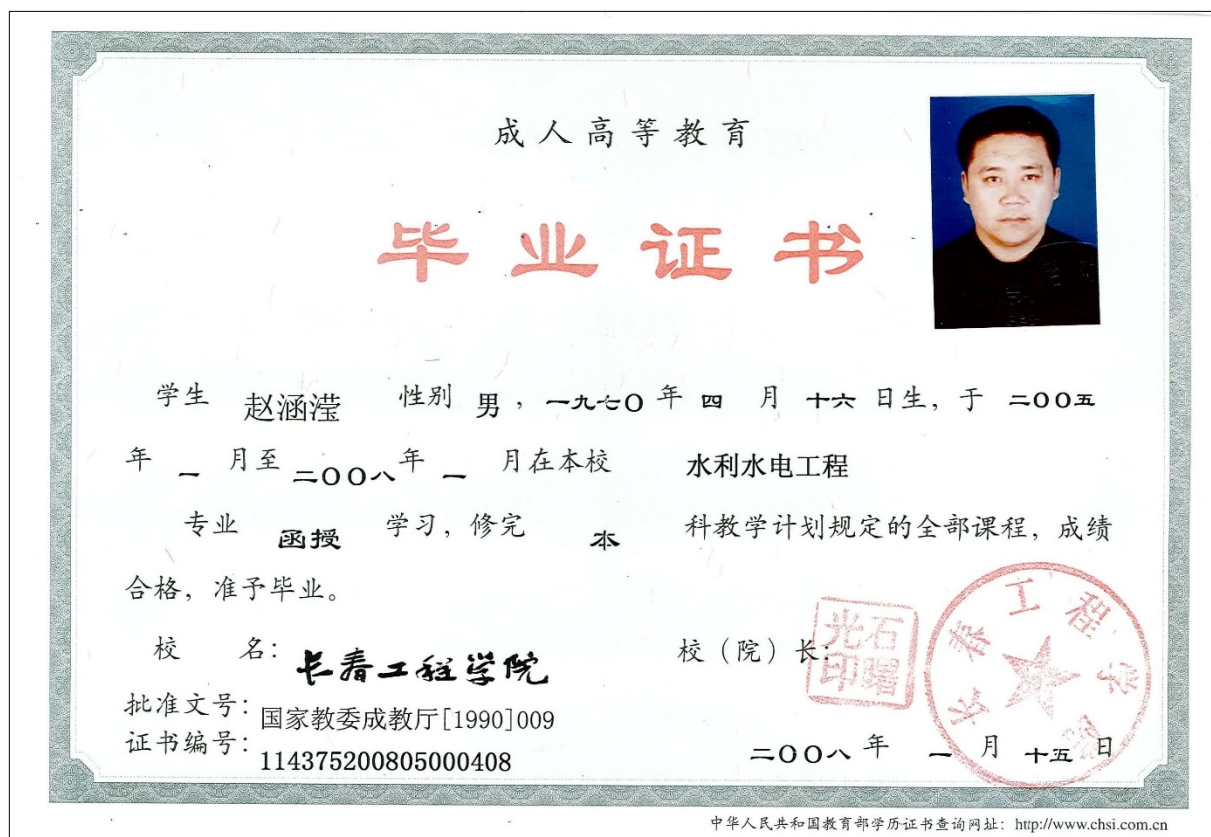 成人高等教育
毕业证书
学生 赵涵滢 性别 男，一九七〇年 四 月 十六 日生，于 二〇〇五
年 一 月至 二〇〇八 年 一 月在本校 水利水电工程
专业 函授 学习，修完 本 科教学计划规定的全部课程，成绩
合格，准予毕业。
校 名：长春工程学院 校（院）长：
石曙光印
长春工程学院
批准文号：国家教委成教厅[1990]009
证书编号：114375200805000408
二〇〇八 年 一 月 十五 日
中华人民共和国教育部学历证书查询网址：http://www.chsi.com.cn